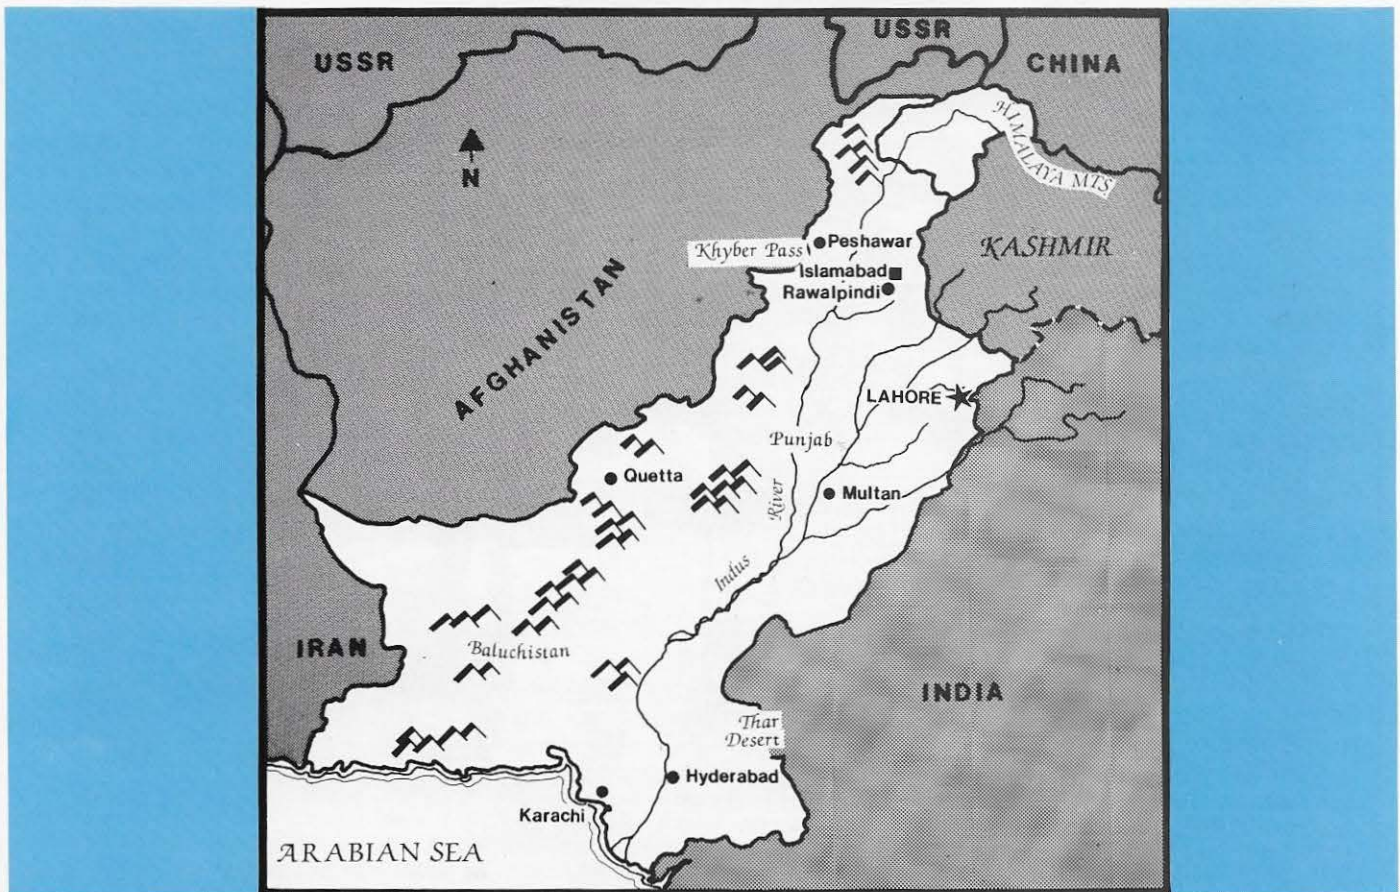 USSR
USSR
CHINA
HIMALAYA MTS.
N
KASHMIR
Khyber Pass
Peshawar
Islamabad
Rawalpindi
AFGHANISTAN
LAHORE
Punjab
Quetta
Multan
River
Indus
IRAN
Baluchistan
INDIA
Thar
Desert
Hyderabad
Karachi
ARABIAN SEA